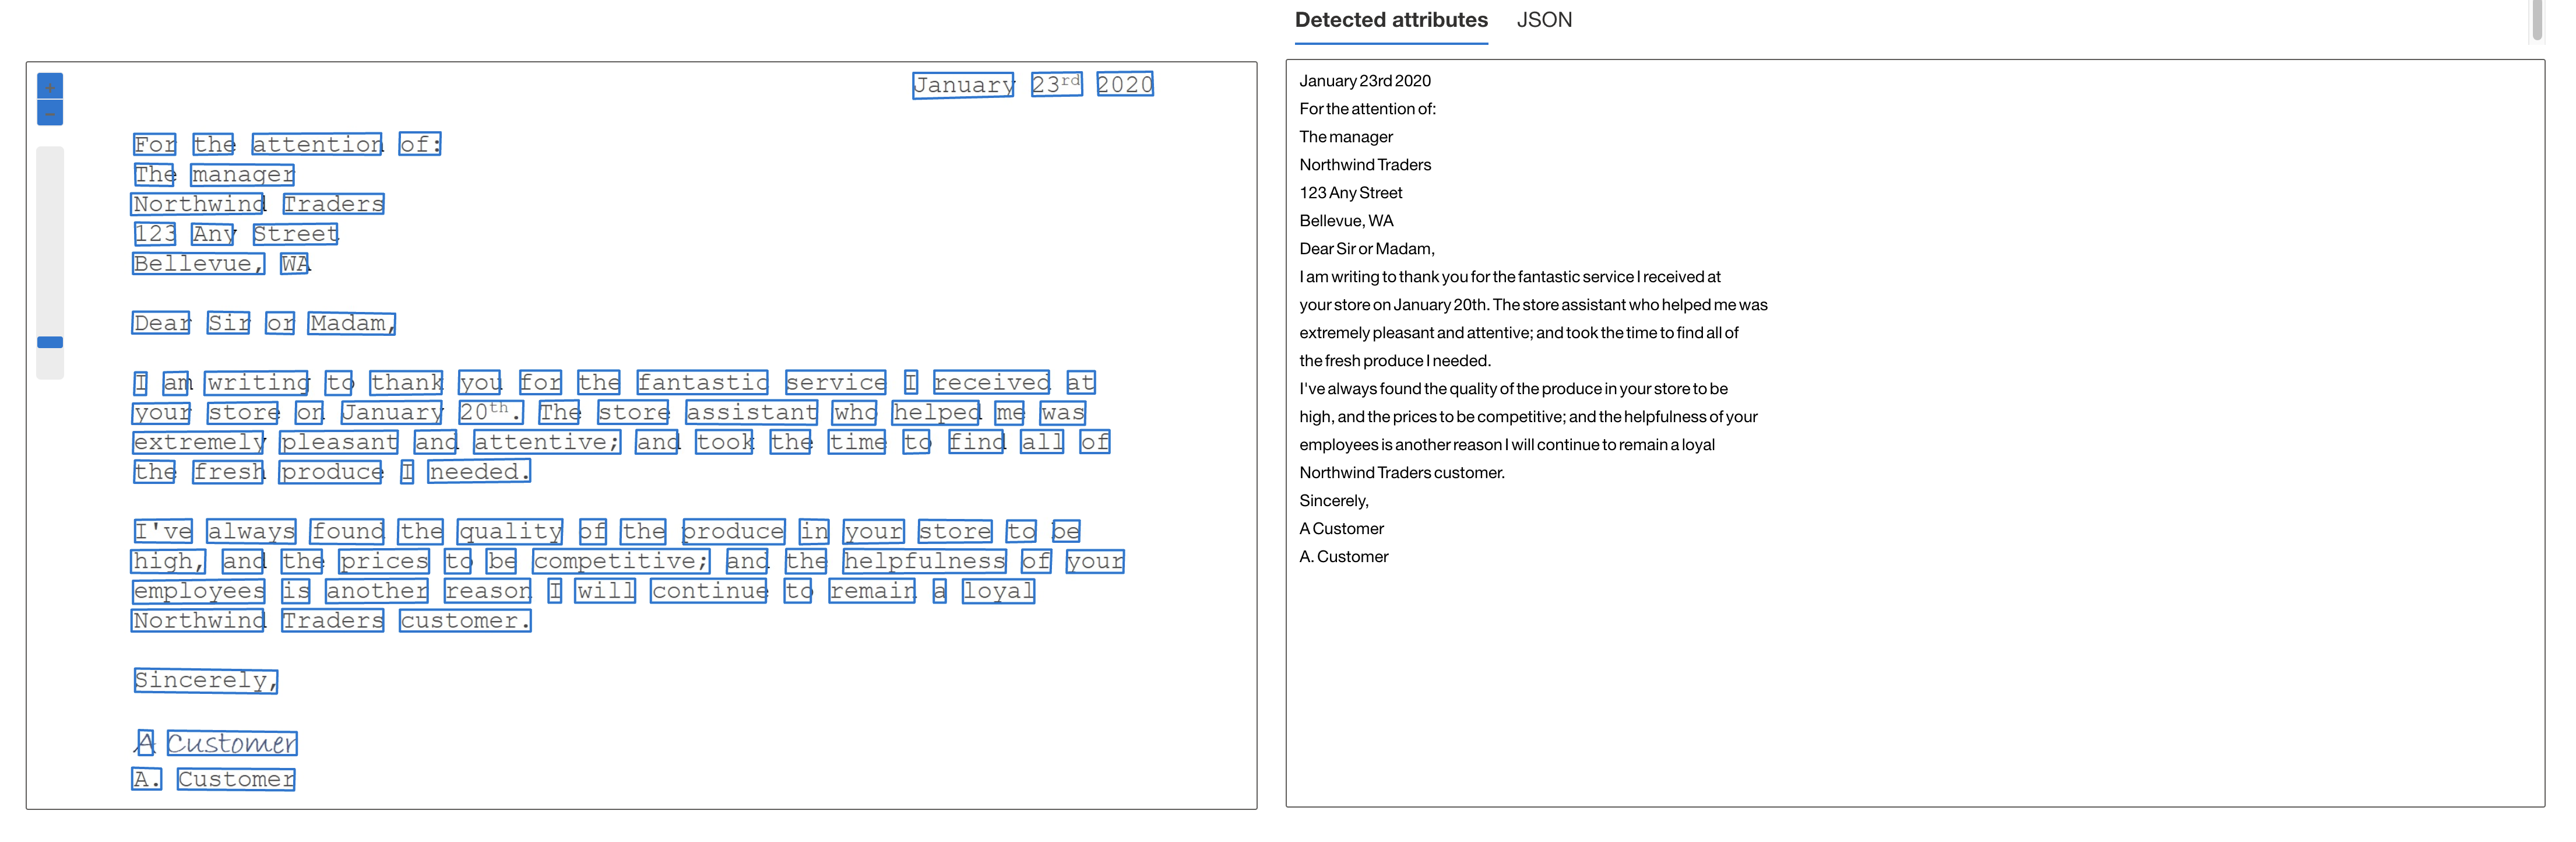 Detected attributes JSON
+
−
January 23rd 2020
For the attention of:
The manager
Northwind Traders
123 Any Street
Bellevue, WA
Dear Sir or Madam,
I am writing to thank you for the fantastic service I received at
your store on January 20th. The store assistant who helped me was
extremely pleasant and attentive; and took the time to find all of
the fresh produce I needed.
I've always found the quality of the produce in your store to be
high, and the prices to be competitive; and the helpfulness of your
employees is another reason I will continue to remain a loyal
Northwind Traders customer.
Sincerely,
A Customer
A. Customer
January 23rd 2020
For the attention of:
The manager
Northwind Traders
123 Any Street
Bellevue, WA
Dear Sir or Madam,
I am writing to thank you for the fantastic service I received at
your store on January 20th. The store assistant who helped me was
extremely pleasant and attentive; and took the time to find all of
the fresh produce I needed.
I've always found the quality of the produce in your store to be
high, and the prices to be competitive; and the helpfulness of your
employees is another reason I will continue to remain a loyal
Northwind Traders customer.
Sincerely,
A Customer
A. Customer